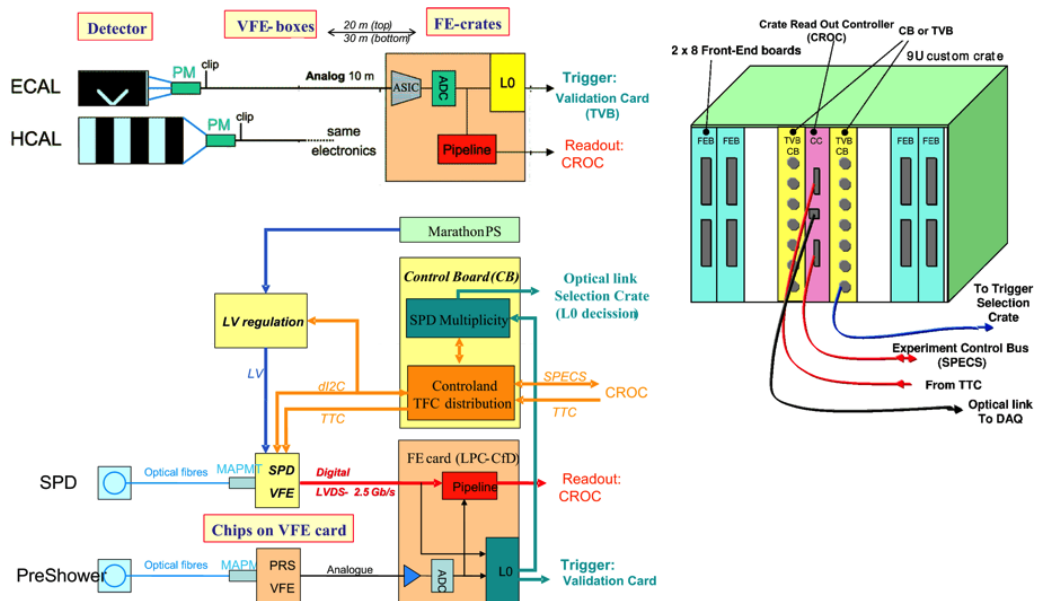 Detector
VFE-boxes
20 m (top)
30 m (bottom)
FE-crates
ECAL
PM
clip
Analog 10 m
ASIC
ADC
L0
Trigger:
Validation Card
(TVB)
HCAL
PM
clip
same
electronics
Pipeline
Readout:
CROC
Marathon PS
Control Board (CB)
SPD Multiplicity
Optical link
Selection Crate
(L0 decission)
LV regulation
LV
dI2C
TTC
Controland
TFC distribution
SPECS
TTC
CROC
SPD
Optical fibres
MAPMT
SPD
VFE
Digital
LVDS- 2.5 Gb/s
FE card (LPC-CfD)
Pipeline
Readout:
CROC
Chips on VFE card
PreShower
Optical fibres
MAPM
PRS
VFE
Analogue
ADC
L0
Trigger:
Validation Card
Crate Read Out Controller
(CROC)
CB or TVB
2 x 8 Front-End boards
9U custom crate
FEB
FEB
TVB
CB
CC
TVB
CB
FEB
FEB
To Trigger
Selection
Crate
Experiment Control Bus
(SPECS)
From TTC
Optical link
To DAQ